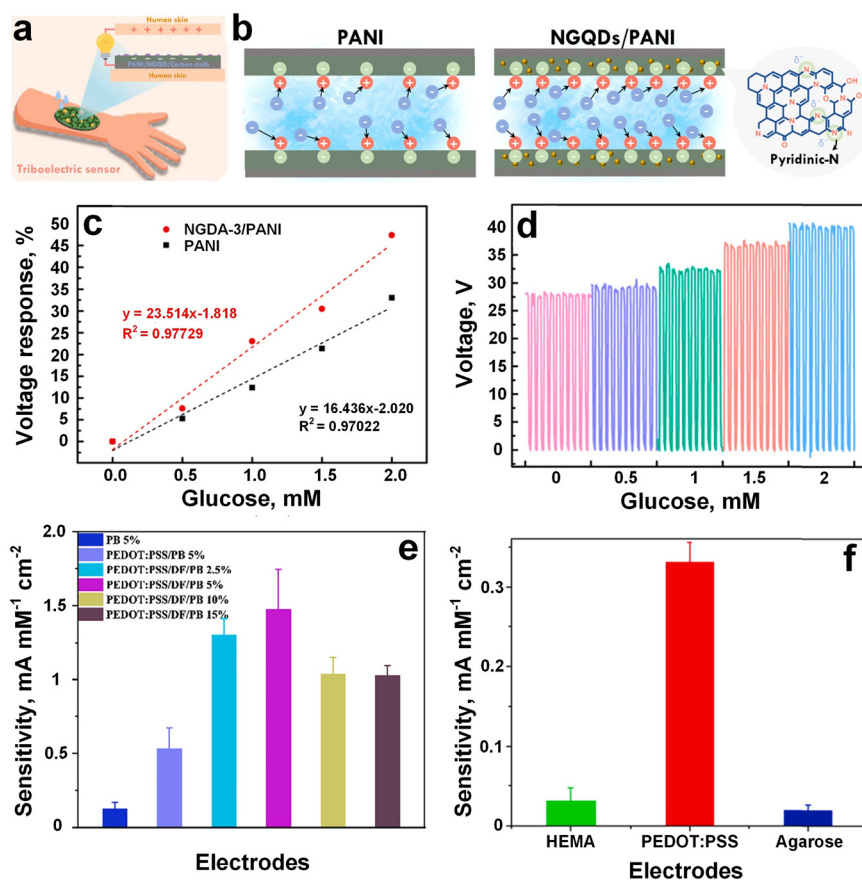 a
Human skin
+ + + + + +
PANI/NGQD/Carbon cloth
Human skin
Triboelectric sensor
b
PANI
NGQDs/PANI
δ-
N
OH
O
N
O
N
δ-
N
δ-
N
N
H
O
Pyridinic-N
c
NGDA-3/PANI
PANI
y = 23.514x-1.818
R² = 0.97729
y = 16.436x-2.020
R² = 0.97022
Voltage response, %
45
40
35
30
25
20
15
10
5
0
0.0 0.5 1.0 1.5 2.0
Glucose, mM
d
Voltage, V
40
35
30
25
20
15
10
5
0
0 0.5 1 1.5 2
Glucose, mM
e
PB 5%
PEDOT:PSS/PB 5%
PEDOT:PSS/DF/PB 2.5%
PEDOT:PSS/DF/PB 5%
PEDOT:PSS/DF/PB 10%
PEDOT:PSS/DF/PB 15%
Sensitivity, mA mM⁻¹ cm⁻²
2.0
1.5
1
0.5
0
Electrodes
f
Sensitivity, mA mM⁻¹ cm⁻²
0.3
0.2
0.1
0
HEMA PEDOT:PSS Agarose
Electrodes